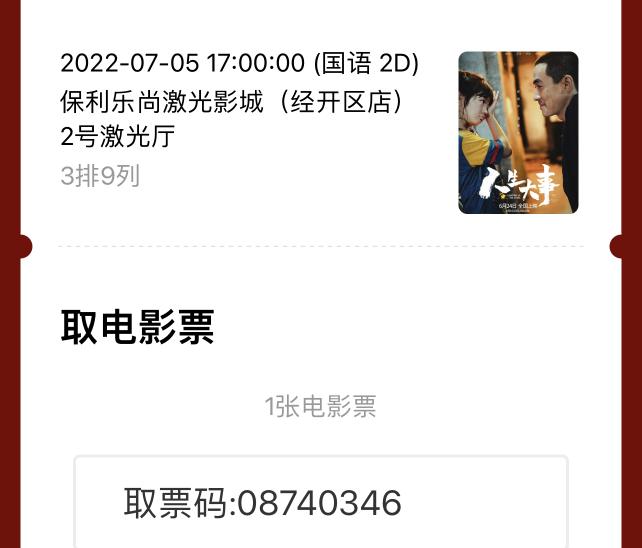 2022-07-05 17:00:00 (国语 2D)
保利乐尚激光影城（经开区店）
2号激光厅
3排9列
人生大事
6月24日 全国上映
取电影票
1张电影票
取票码:08740346